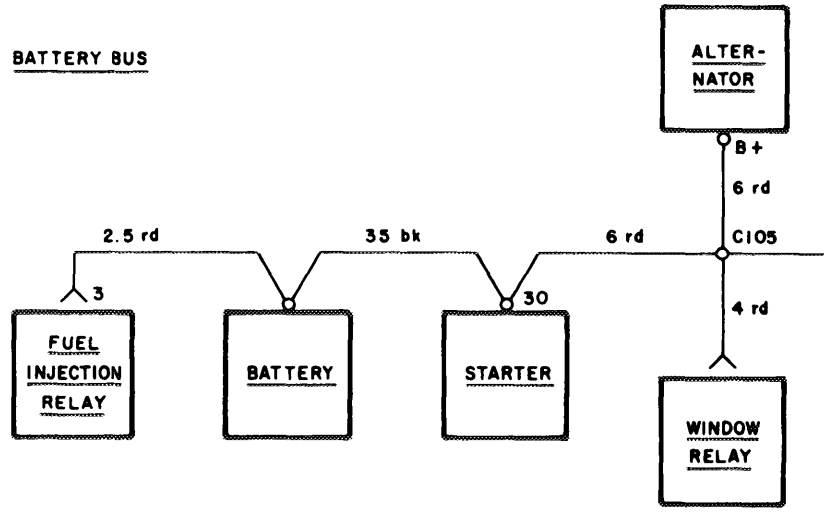 BATTERY BUS
ALTER-
NATOR
B+
6 rd
2.5 rd
35 bk
6 rd
C105
3
30
4 rd
FUEL
INJECTION
RELAY
BATTERY
STARTER
WINDOW
RELAY